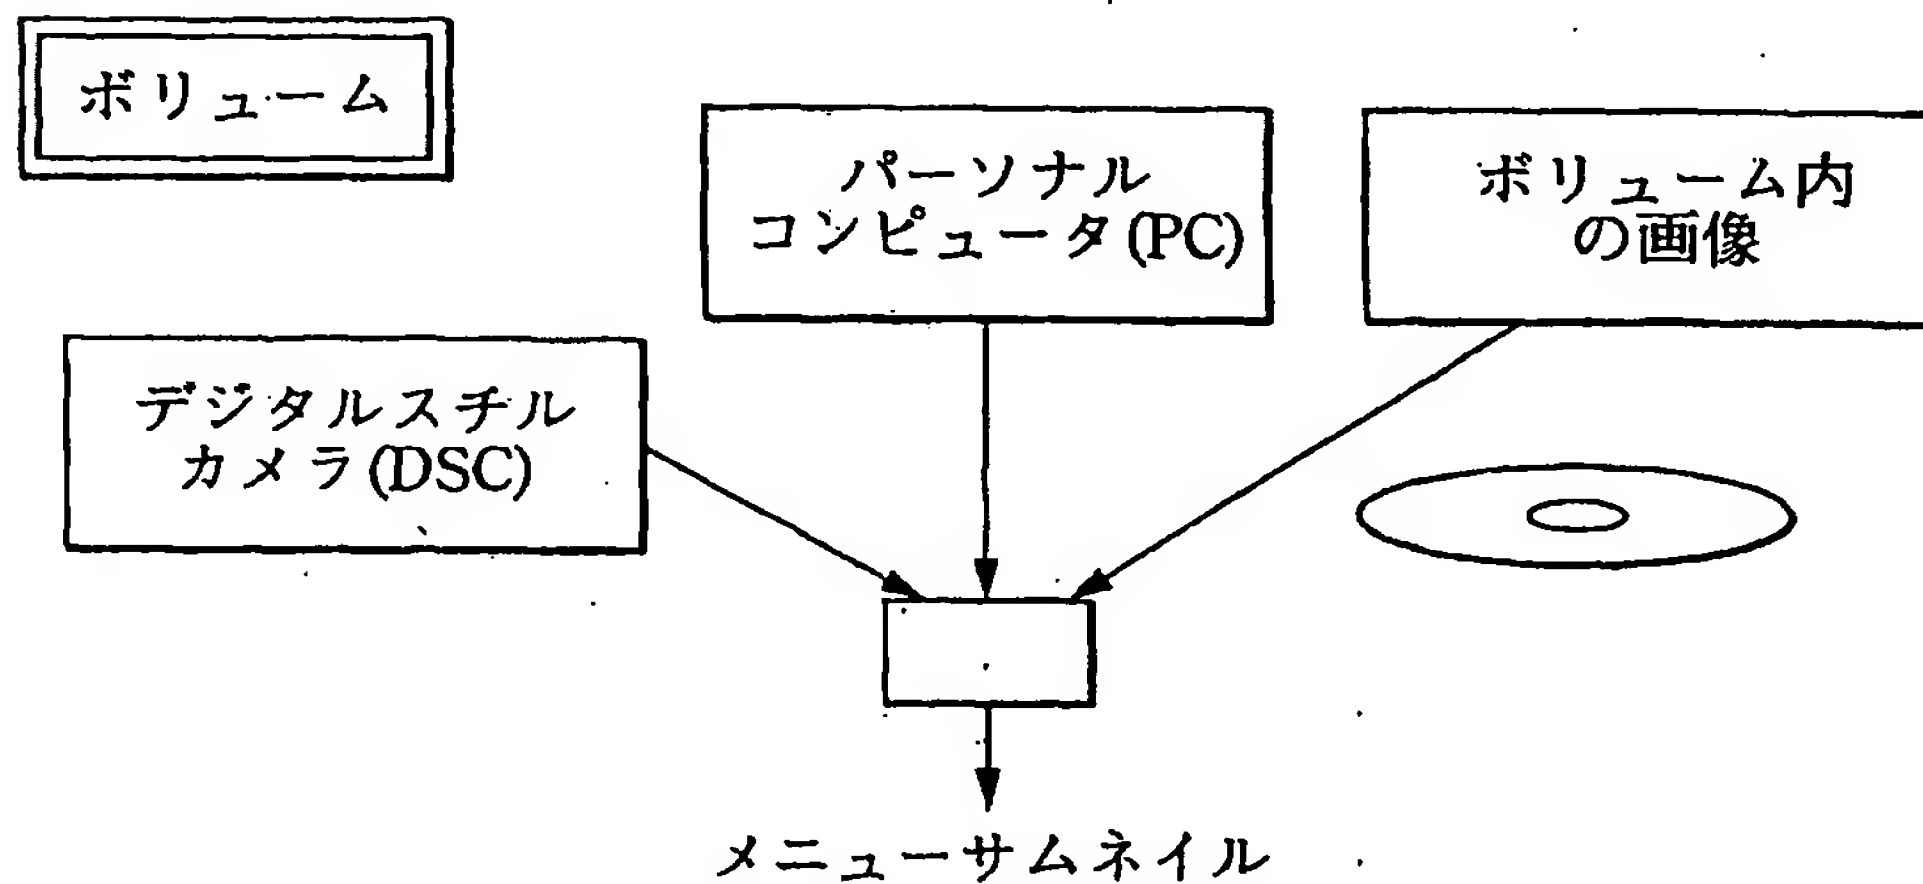 ボリューム
パーソナル
コンピュータ(PC)
ボリューム内
の画像
デジタルスチル
カメラ(DSC)
メニューサムネイル